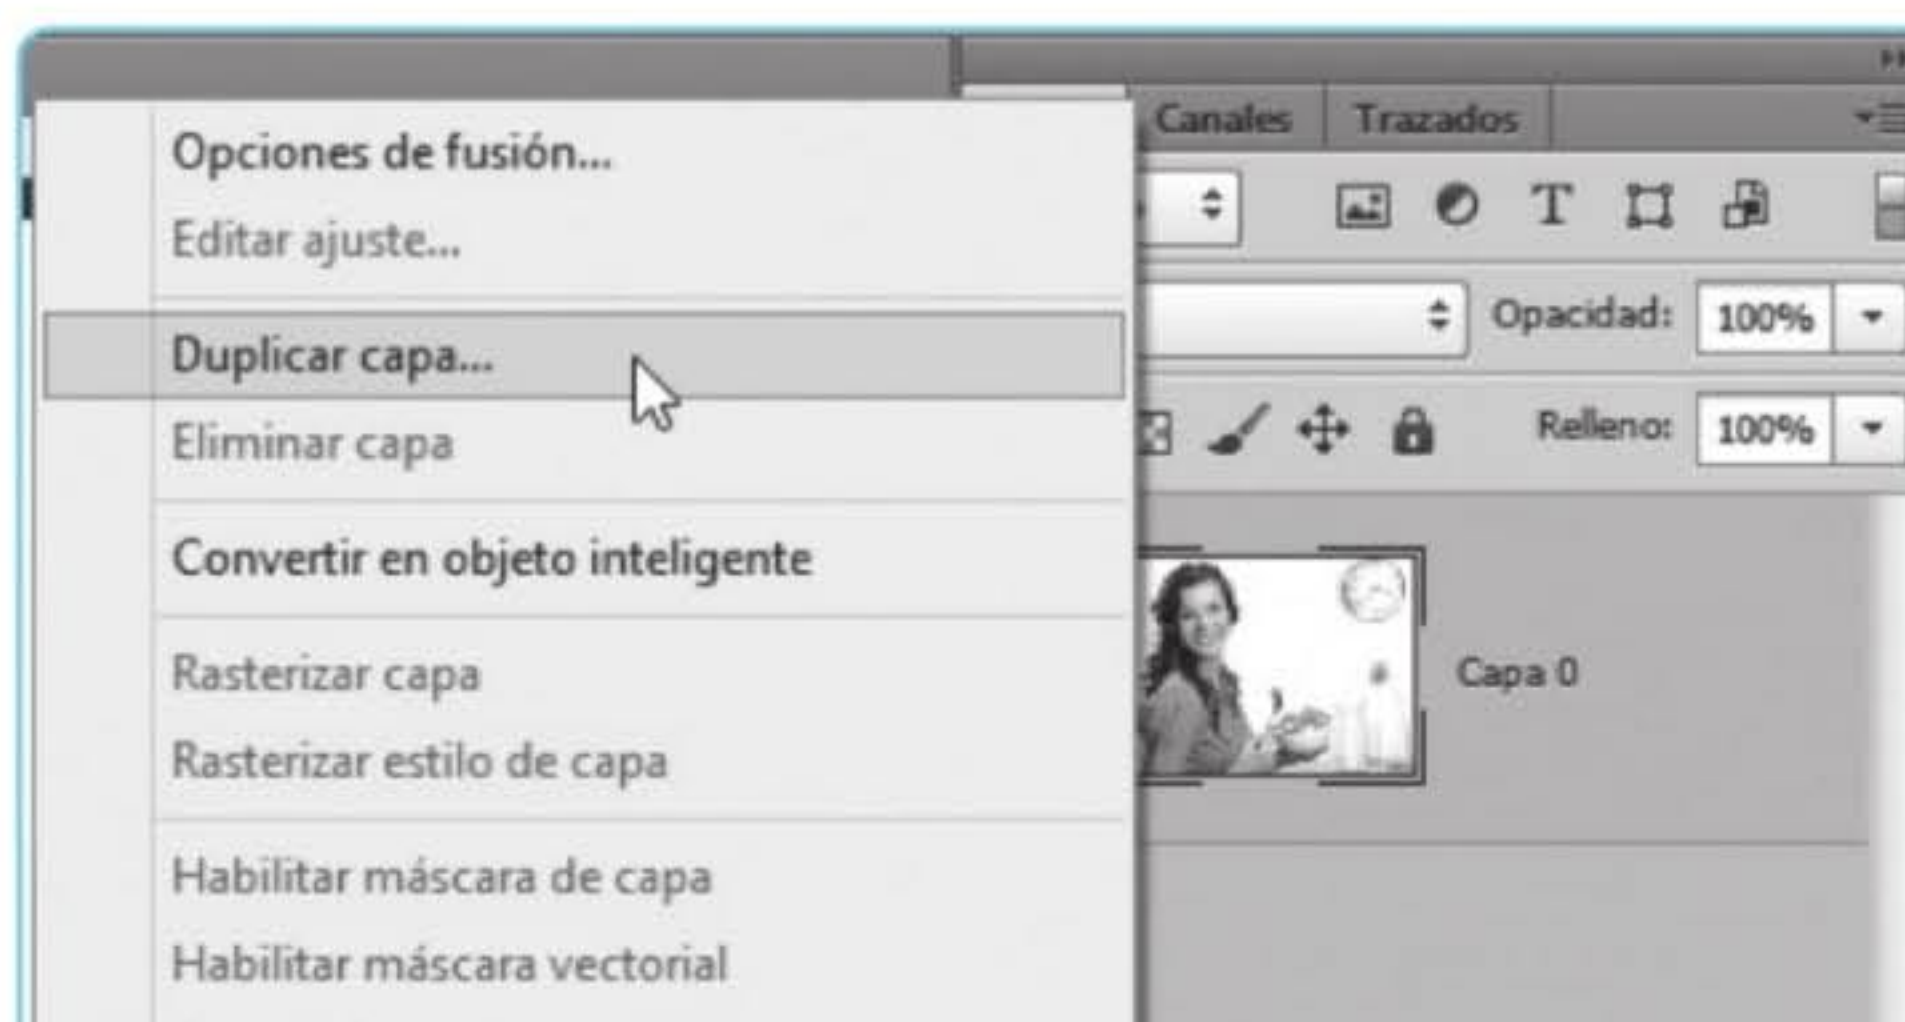 Canales Trazados
Opciones de fusión...
Editar ajuste...
Duplicar capa...
Eliminar capa
Convertir en objeto inteligente
Rasterizar capa
Rasterizar estilo de capa
Habilitar máscara de capa
Habilitar máscara vectorial
Opacidad: 100%
Relleno: 100%
Capa 0